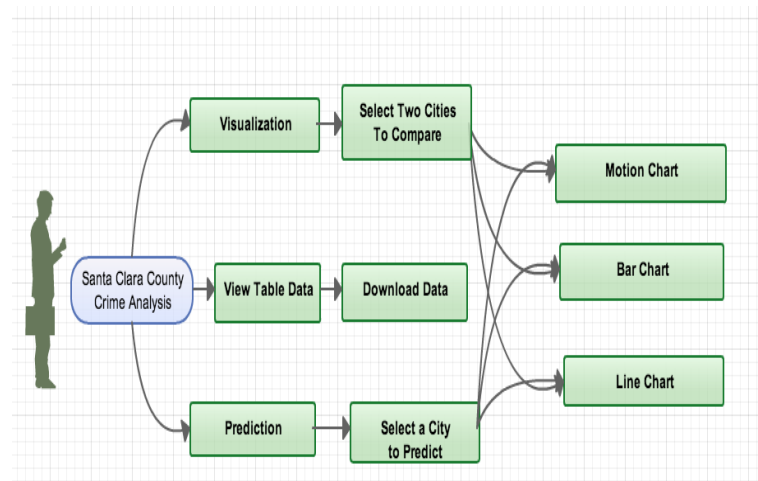 Visualization
Select Two Cities
To Compare
Motion Chart
Santa Clara County
Crime Analysis
View Table Data
Download Data
Bar Chart
Line Chart
Prediction
Select a City
to Predict